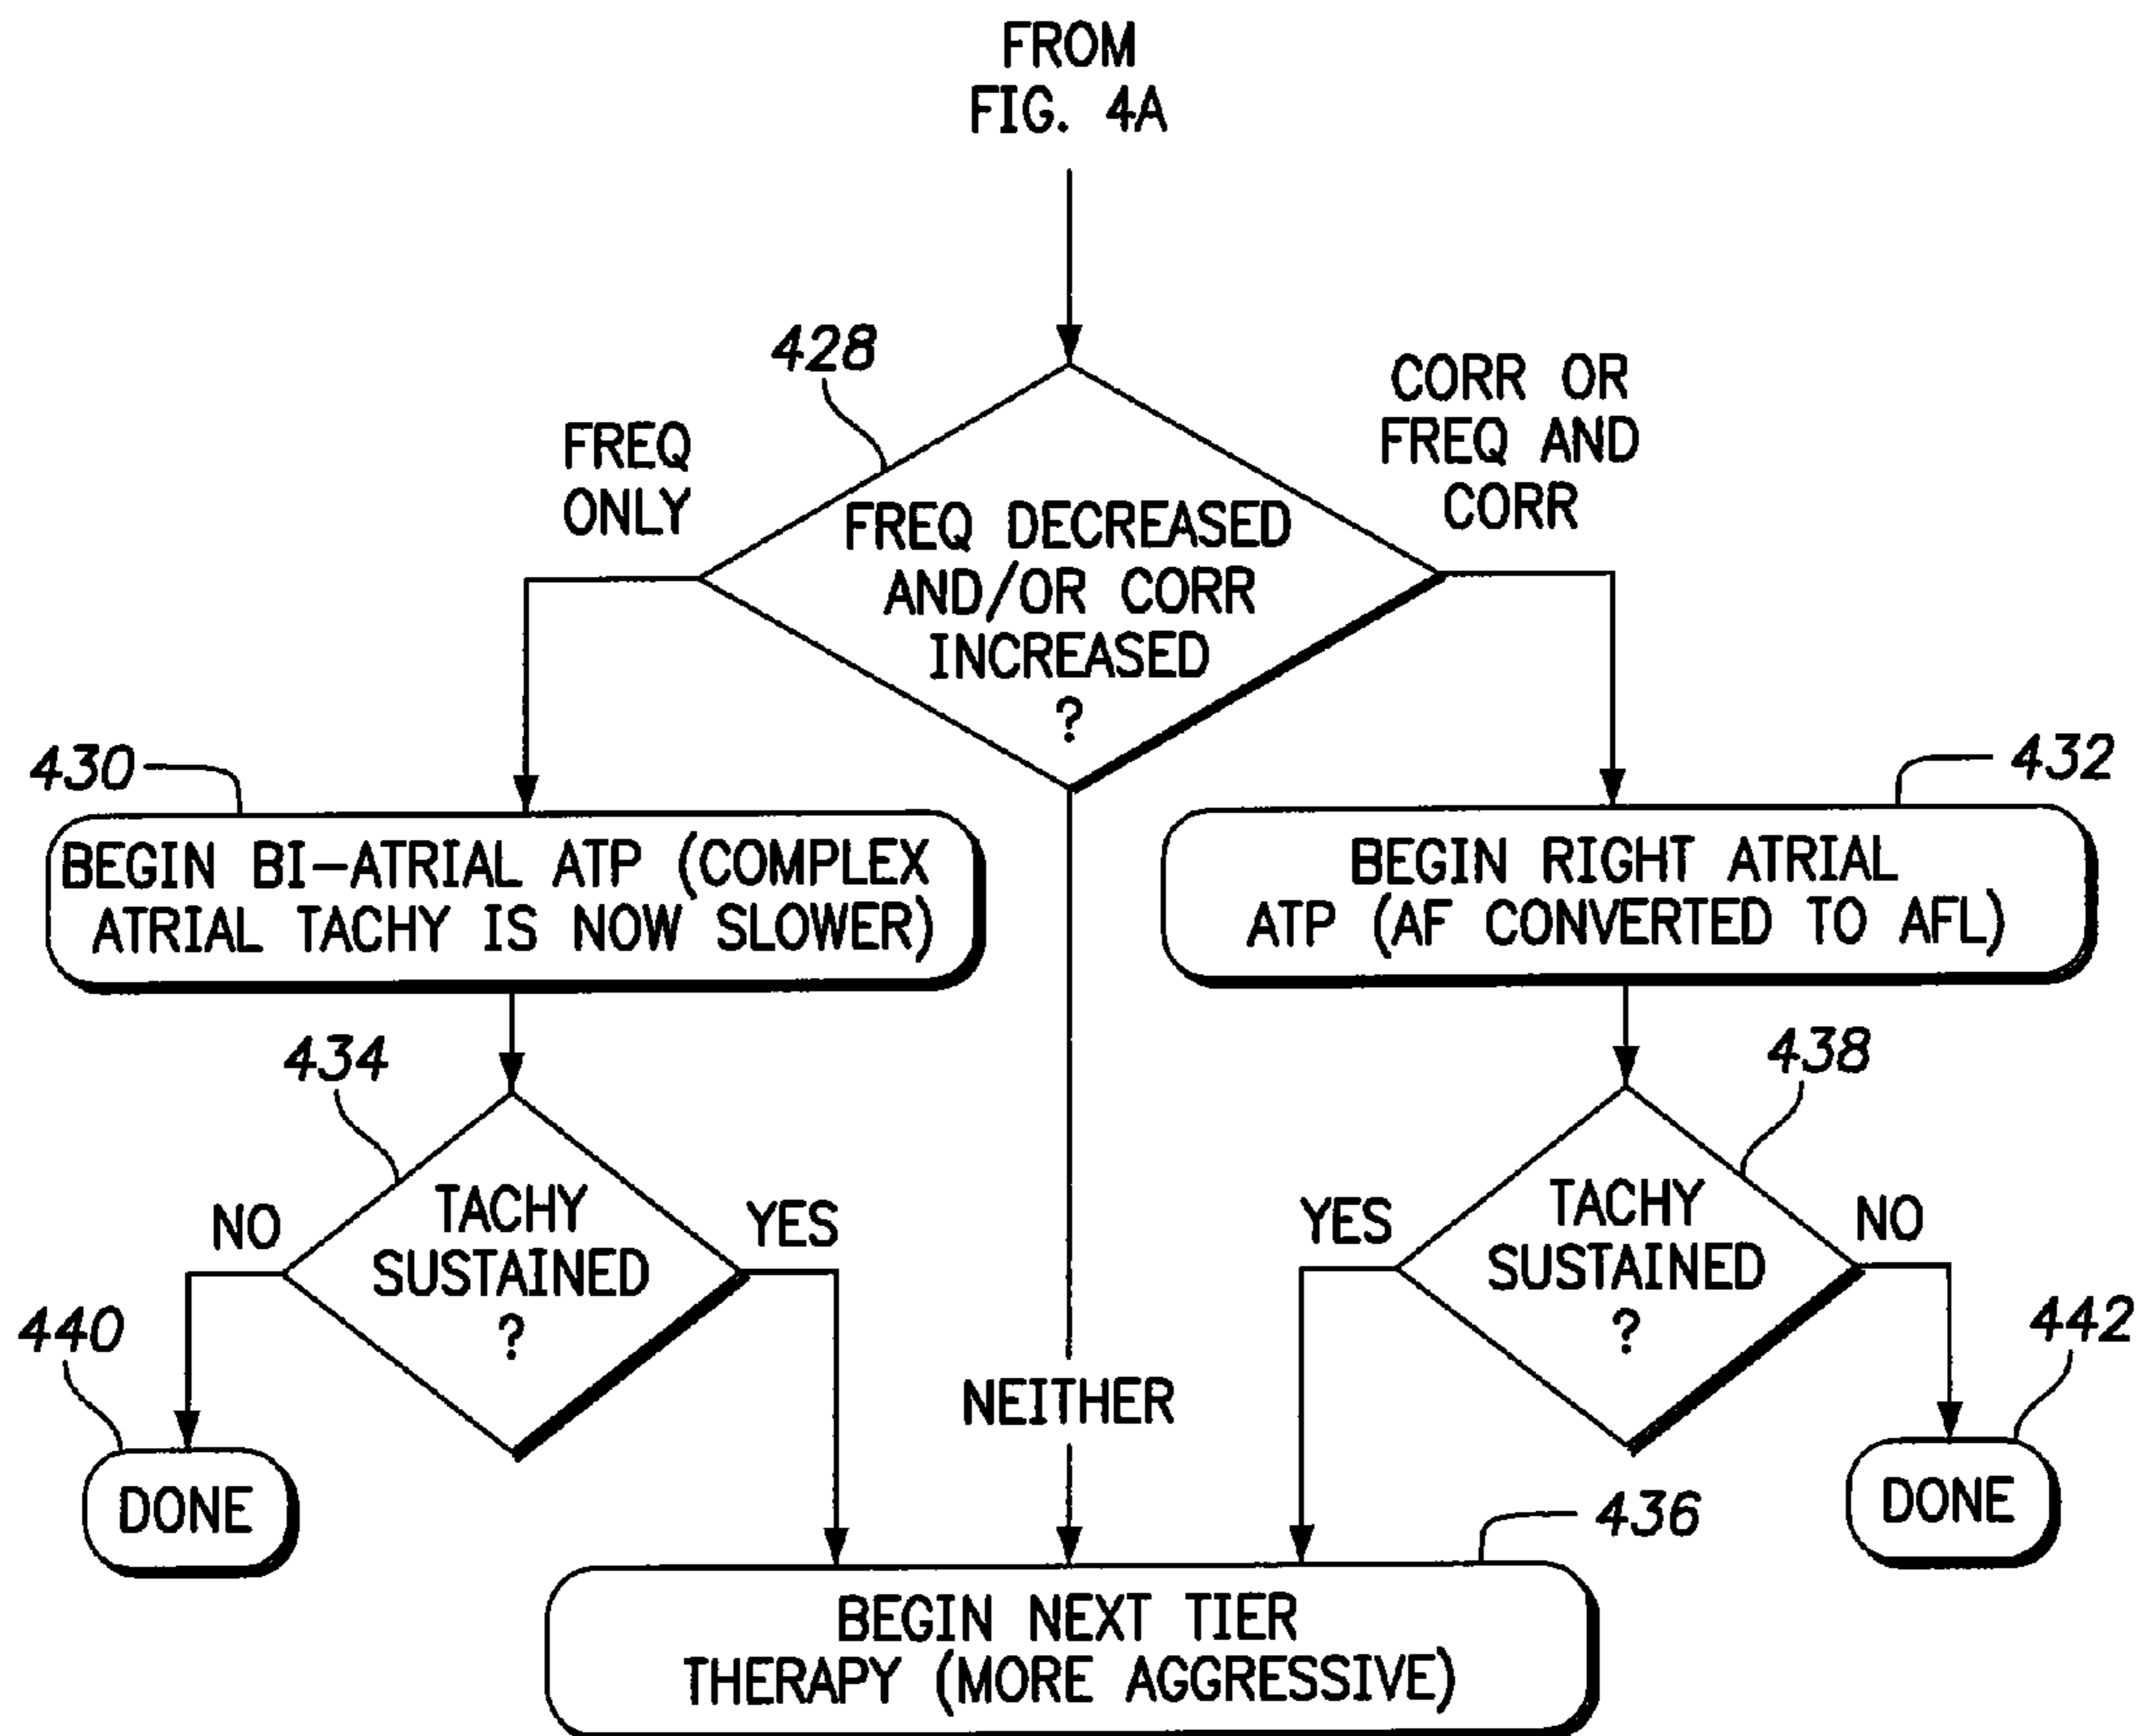 FROM
FIG. 4A
428
FREQ
ONLY
CORR OR
FREQ AND
CORR
FREQ DECREASED
AND/OR CORR
INCREASED
?
430
BEGIN BI-ATRIAL ATP (COMPLEX
ATRIAL TACHY IS NOW SLOWER)
432
BEGIN RIGHT ATRIAL
ATP (AF CONVERTED TO AFL)
434
NO
TACHY
SUSTAINED
?
YES
438
YES
TACHY
SUSTAINED
?
NO
440
DONE
NEITHER
442
DONE
436
BEGIN NEXT TIER
THERAPY (MORE AGGRESSIVE)